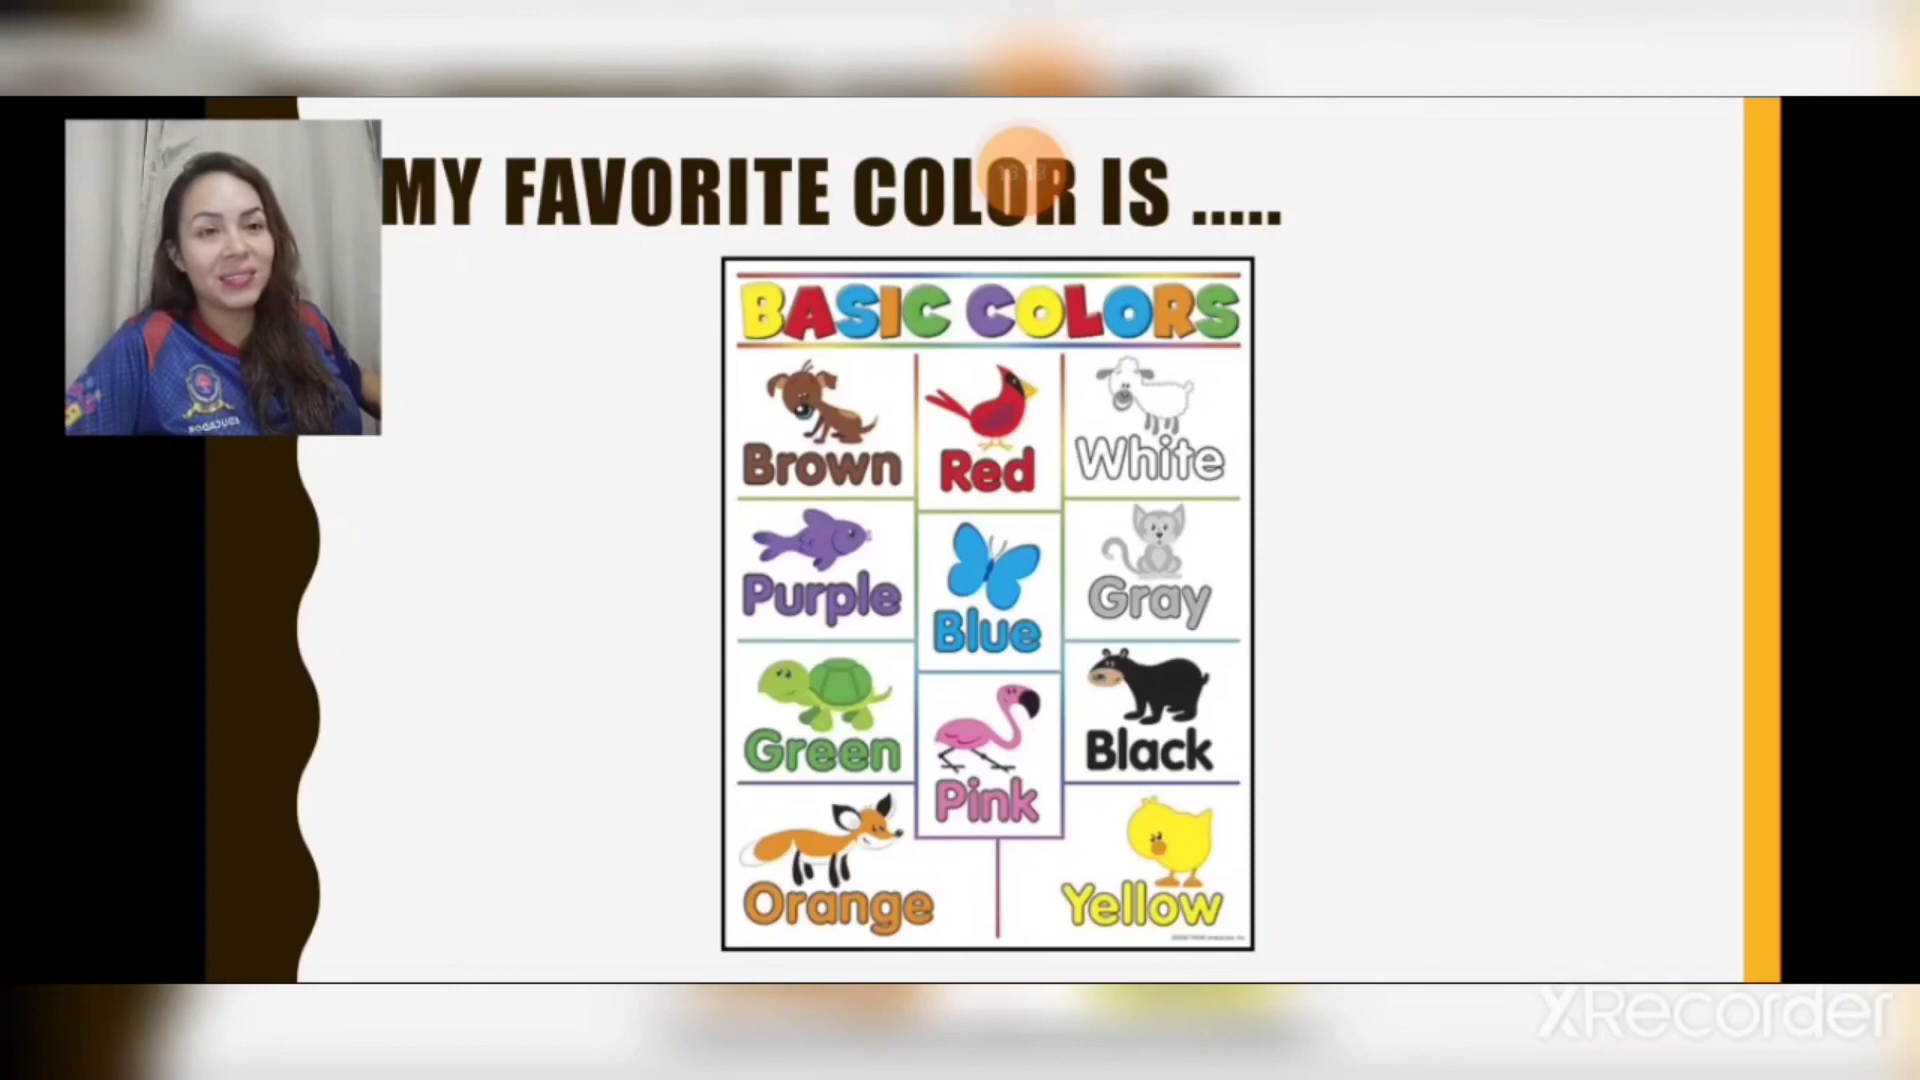 MY FAVORITE COLOR IS .....
BASIC COLORS
Brown
Red
White
Purple
Blue
Gray
Green
Pink
Black
Orange
Yellow
XRecorder